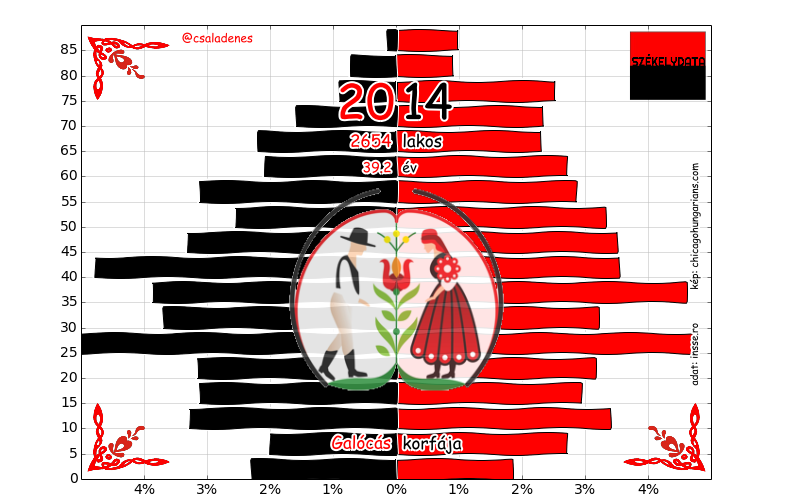 @csaladenes
SZÉKELYDATA
2014
2654 lakos
39,2 év
kép: chicagohungarians.com
adat: insse.ro
Galócás korfája
85
80
75
70
65
60
55
50
45
40
35
30
25
20
15
10
5
0
4% 3% 2% 1% 0% 1% 2% 3% 4%